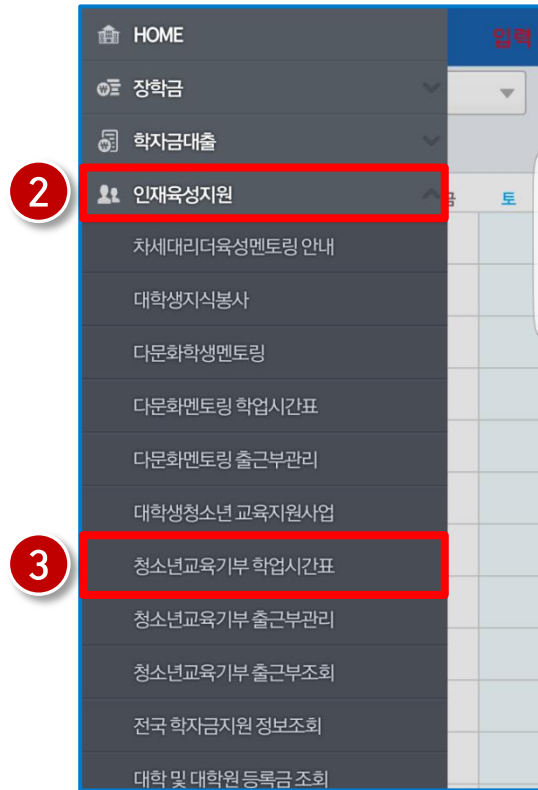 HOME
입력
장학금
학자금대출
2
인재육성지원
토
차세대리더육성멘토링 안내
대학생지식봉사
다문화학생멘토링
다문화멘토링 학업시간표
다문화멘토링 출근부관리
대학생청소년 교육지원사업
3
청소년교육기부 학업시간표
청소년교육기부 출근부관리
청소년교육기부 출근부조회
전국 학자금지원 정보조회
대학 및 대학원 등록금 조회